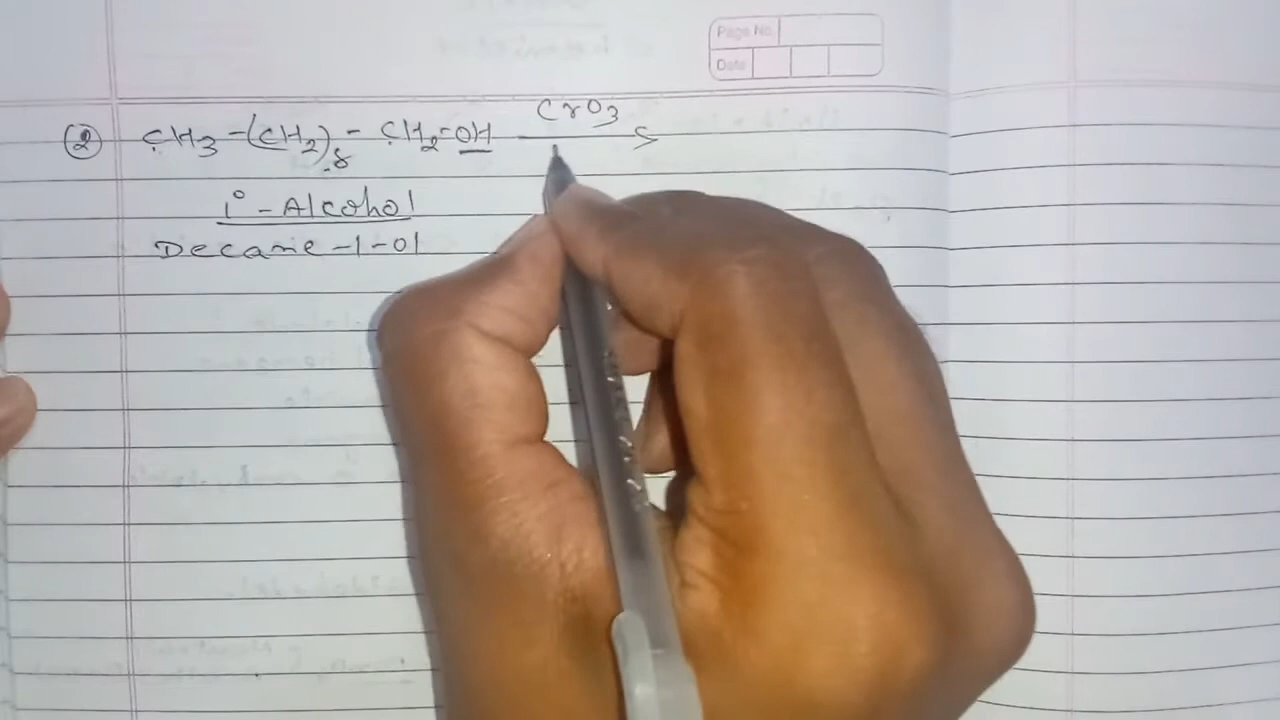 Page No.
Date
CrO3
② CH3-(CH2)8- CH2-OH
1° - Alcohol
Decane-1-ol